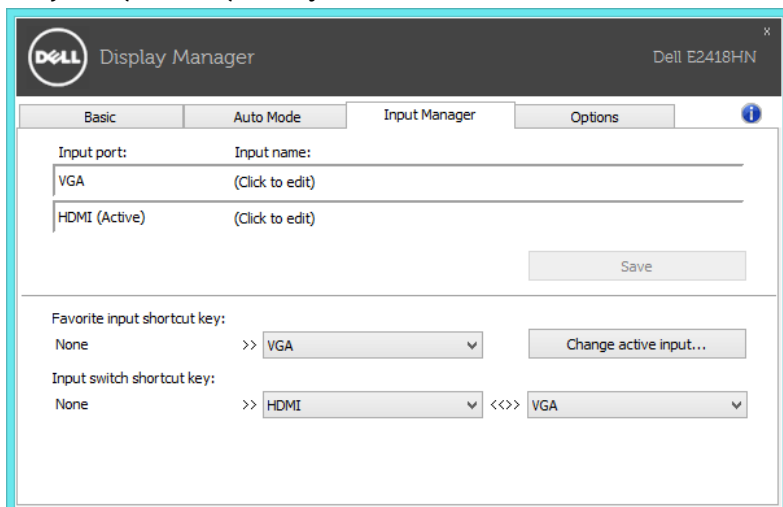 DELL Display Manager Dell E2418HN x
Basic Auto Mode Input Manager Options i
Input port: Input name:
VGA (Click to edit)
HDMI (Active) (Click to edit)
Save
Favorite input shortcut key:
None >> VGA Change active input...
Input switch shortcut key:
None >> HDMI <<>> VGA